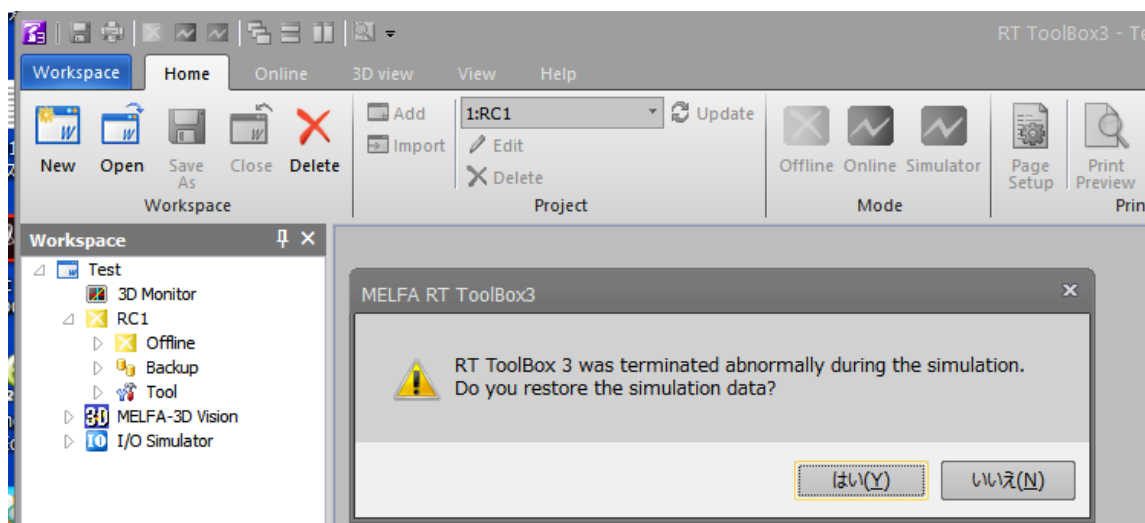 RT ToolBox3 - Te
Workspace Home Online 3D view View Help
New Open Save As Close Delete
Workspace
Add
Import
1:RC1
Update
Edit
Delete
Project
Offline Online Simulator
Mode
Page Setup
Print Preview
Prin
Workspace
Test
3D Monitor
RC1
Offline
Backup
Tool
MELFA-3D Vision
I/O Simulator
MELFA RT ToolBox3
RT ToolBox 3 was terminated abnormally during the simulation.
Do you restore the simulation data?
はい(Y) いいえ(N)